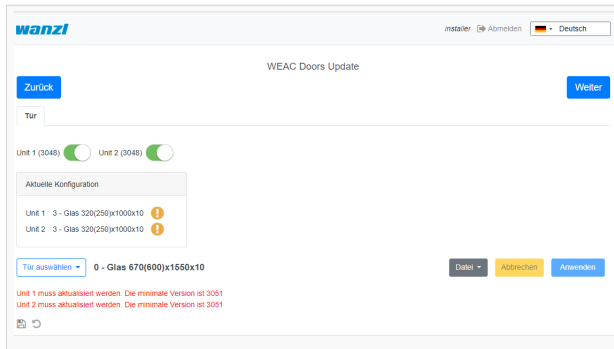 wanzl
installer Abmelden Deutsch
WEAC Doors Update
Zurück Weiter
Tür
Unit 1 (3048) Unit 2 (3048)
Aktuelle Konfiguration
Unit 1 3 - Glas 320(250)x1000x10
Unit 2 3 - Glas 320(250)x1000x10
Tür auswählen 0 - Glas 670(600)x1550x10 Datei Abbrechen Anwenden
Unit 1 muss aktualisiert werden. Die minimale Version ist 3051
Unit 2 muss aktualisiert werden. Die minimale Version ist 3051